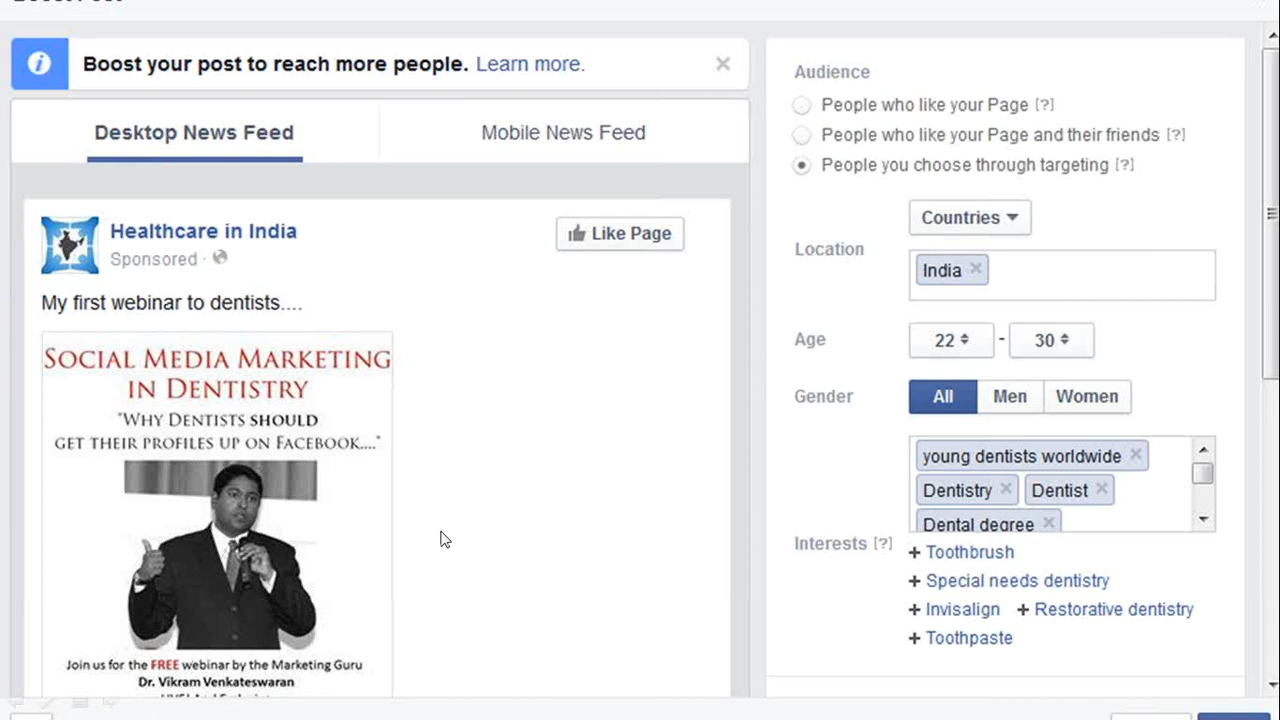 Boost your post to reach more people. Learn more.
Desktop News Feed
Mobile News Feed
Healthcare in India
Sponsored ·
Like Page
My first webinar to dentists....
SOCIAL MEDIA MARKETING
IN DENTISTRY
"WHY DENTISTS SHOULD
GET THEIR PROFILES UP ON FACEBOOK...."
Join us for the FREE webinar by the Marketing Guru
Dr. Vikram Venkateswaran
Audience
People who like your Page [?]
People who like your Page and their friends [?]
People you choose through targeting [?]
Location
Countries
India
Age
22 - 30
Gender
All Men Women
Interests [?]
young dentists worldwide
Dentistry Dentist
Dental degree
+ Toothbrush
+ Special needs dentistry
+ Invisalign + Restorative dentistry
+ Toothpaste